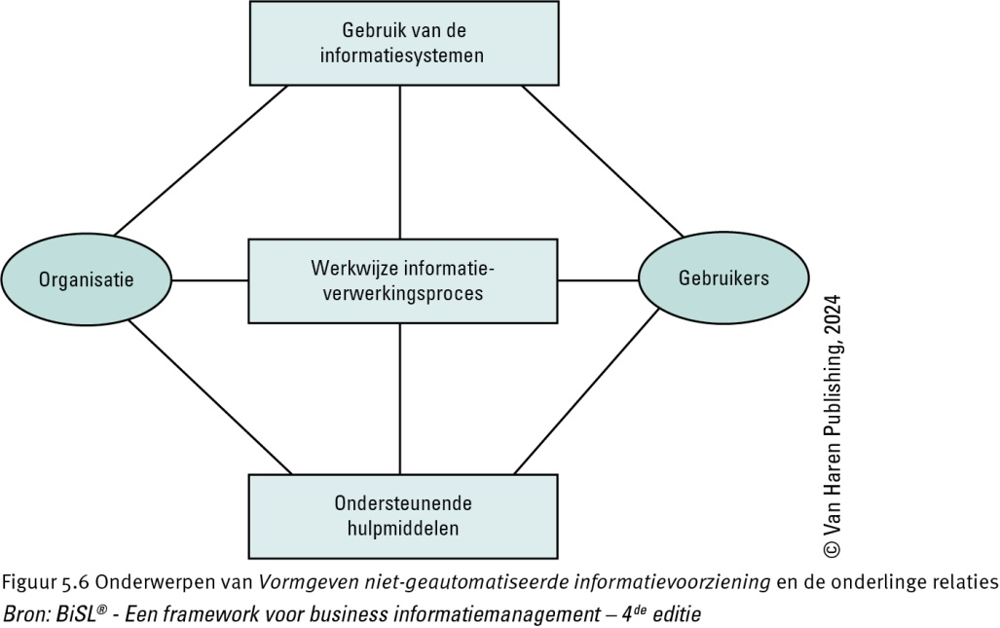 Gebruik van de
informatiesystemen
Organisatie
Werkwijze informatie-
verwerkingsproces
Gebruikers
Ondersteunende
hulpmiddelen
© Van Haren Publishing, 2024
Figuur 5.6 Onderwerpen van Vormgeven niet-geautomatiseerde informatievoorziening en de onderlinge relaties
Bron: BiSL® - Een framework voor business informatiemanagement – 4de editie